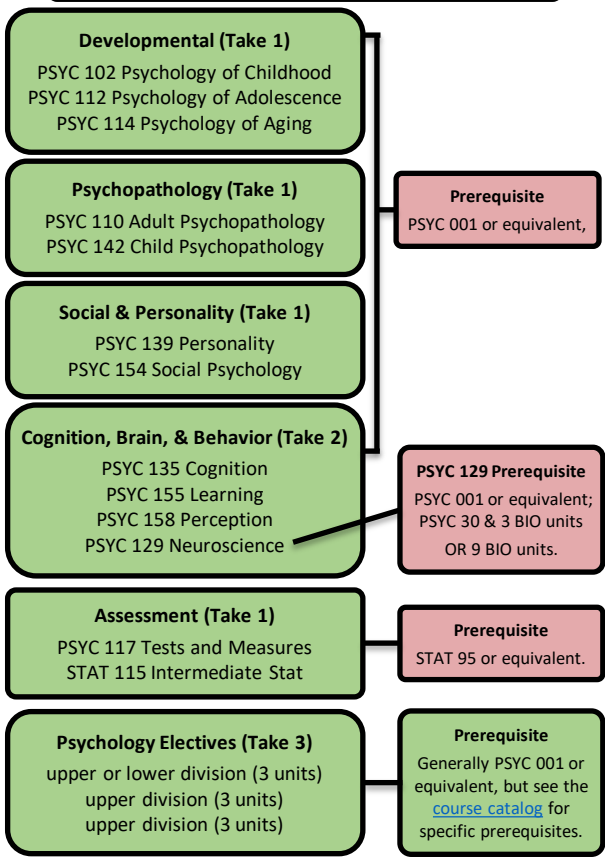 Developmental (Take 1)
PSYC 102 Psychology of Childhood
PSYC 112 Psychology of Adolescence
PSYC 114 Psychology of Aging
Psychopathology (Take 1)
PSYC 110 Adult Psychopathology
PSYC 142 Child Psychopathology
Prerequisite
PSYC 001 or equivalent,
Social & Personality (Take 1)
PSYC 139 Personality
PSYC 154 Social Psychology
Cognition, Brain, & Behavior (Take 2)
PSYC 135 Cognition
PSYC 155 Learning
PSYC 158 Perception
PSYC 129 Neuroscience
PSYC 129 Prerequisite
PSYC 001 or equivalent;
PSYC 30 & 3 BIO units
OR 9 BIO units.
Assessment (Take 1)
PSYC 117 Tests and Measures
STAT 115 Intermediate Stat
Prerequisite
STAT 95 or equivalent.
Psychology Electives (Take 3)
upper or lower division (3 units)
upper division (3 units)
upper division (3 units)
Prerequisite
Generally PSYC 001 or
equivalent, but see the
course catalog for
specific prerequisites.